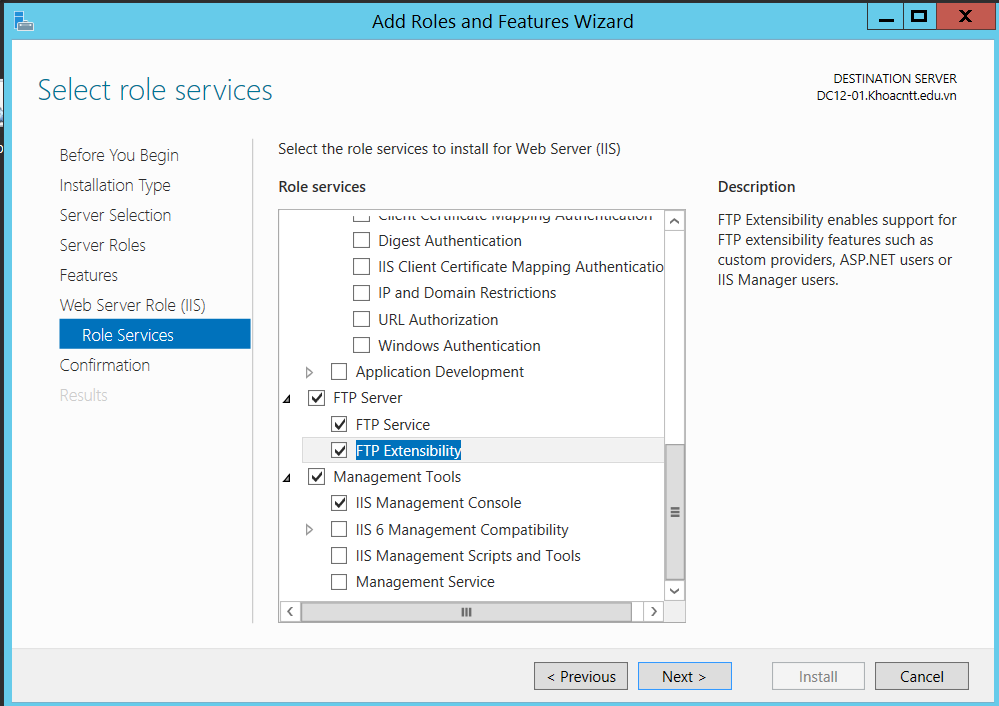 Add Roles and Features Wizard
Select role services
DESTINATION SERVER
DC12-01.Khoacntt.edu.vn
Before You Begin
Installation Type
Server Selection
Server Roles
Features
Web Server Role (IIS)
Role Services
Confirmation
Results
Select the role services to install for Web Server (IIS)
Role services
Client Certificate Mapping Authentication
Digest Authentication
IIS Client Certificate Mapping Authenticatio
IP and Domain Restrictions
URL Authorization
Windows Authentication
Application Development
FTP Server
FTP Service
FTP Extensibility
Management Tools
IIS Management Console
IIS 6 Management Compatibility
IIS Management Scripts and Tools
Management Service
Description
FTP Extensibility enables support for
FTP extensibility features such as
custom providers, ASP.NET users or
IIS Manager users.
< Previous
Next >
Install
Cancel